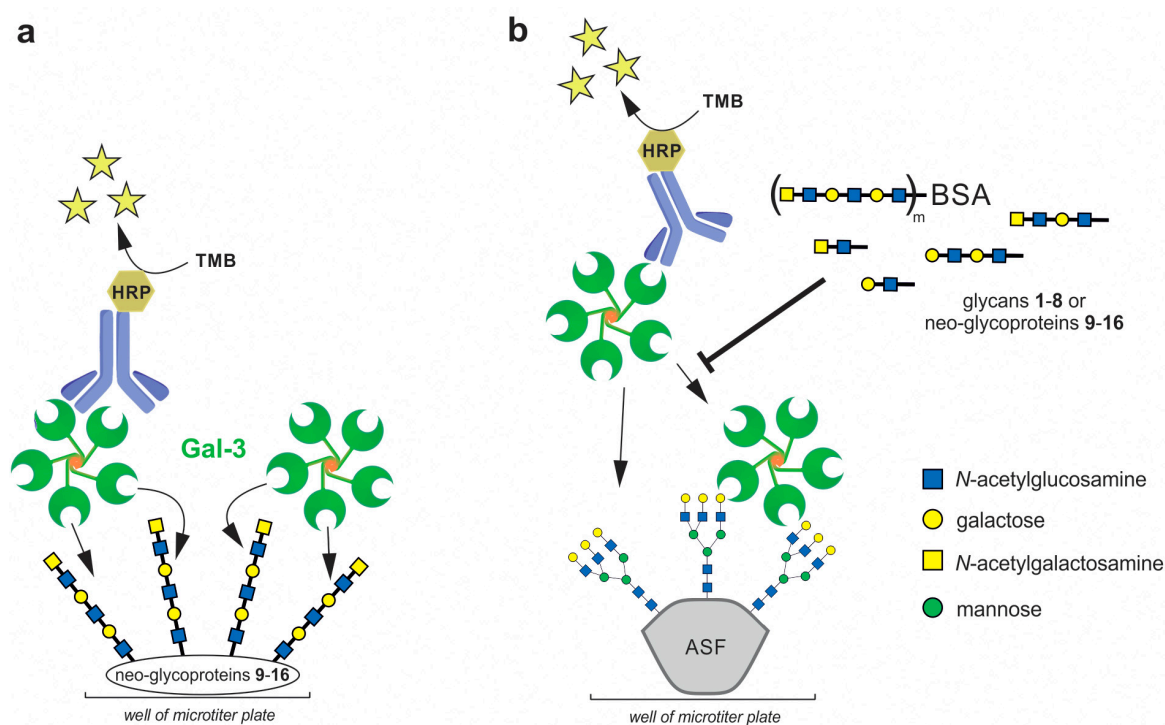 a
TMB
HRP
Gal-3
neo-glycoproteins 9-16
well of microtiter plate
b
TMB
HRP
( )m BSA
glycans 1-8 or
neo-glycoproteins 9-16
ASF
well of microtiter plate
N-acetylglucosamine
galactose
N-acetylgalactosamine
mannose